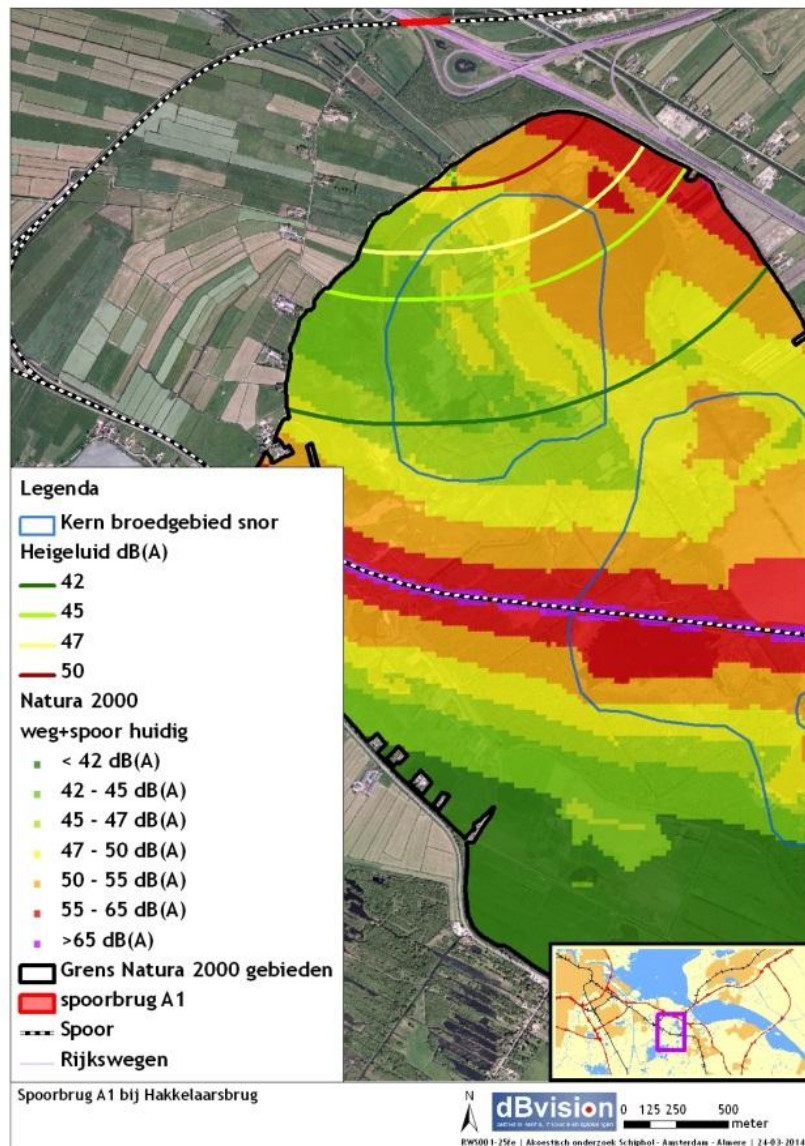 Legenda
Kern broedgebied snor
Heigeluid dB(A)
42
45
47
50
Natura 2000
weg+spoor huidig
< 42 dB(A)
42 - 45 dB(A)
45 - 47 dB(A)
47 - 50 dB(A)
50 - 55 dB(A)
55 - 65 dB(A)
>65 dB(A)
Grens Natura 2000 gebieden
spoorbrug A1
Spoor
Rijkswegen
Spoorbrug A1 bij Hakkelaarsbrug
N
dBvision
0 125 250 500
meter
RWS001-25fe | Akoestisch onderzoek Schiphol - Amsterdam - Almere | 24-03-2014